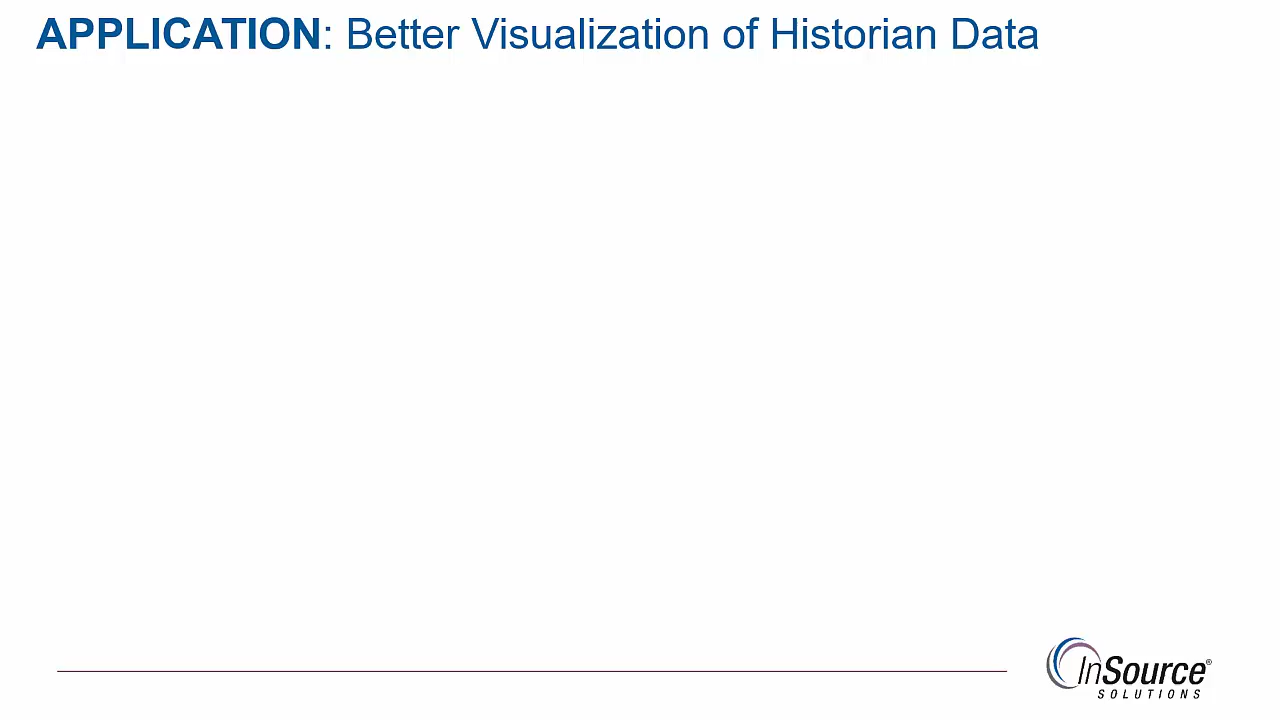 APPLICATION: Better Visualization of Historian Data
InSource®
SOLUTIONS